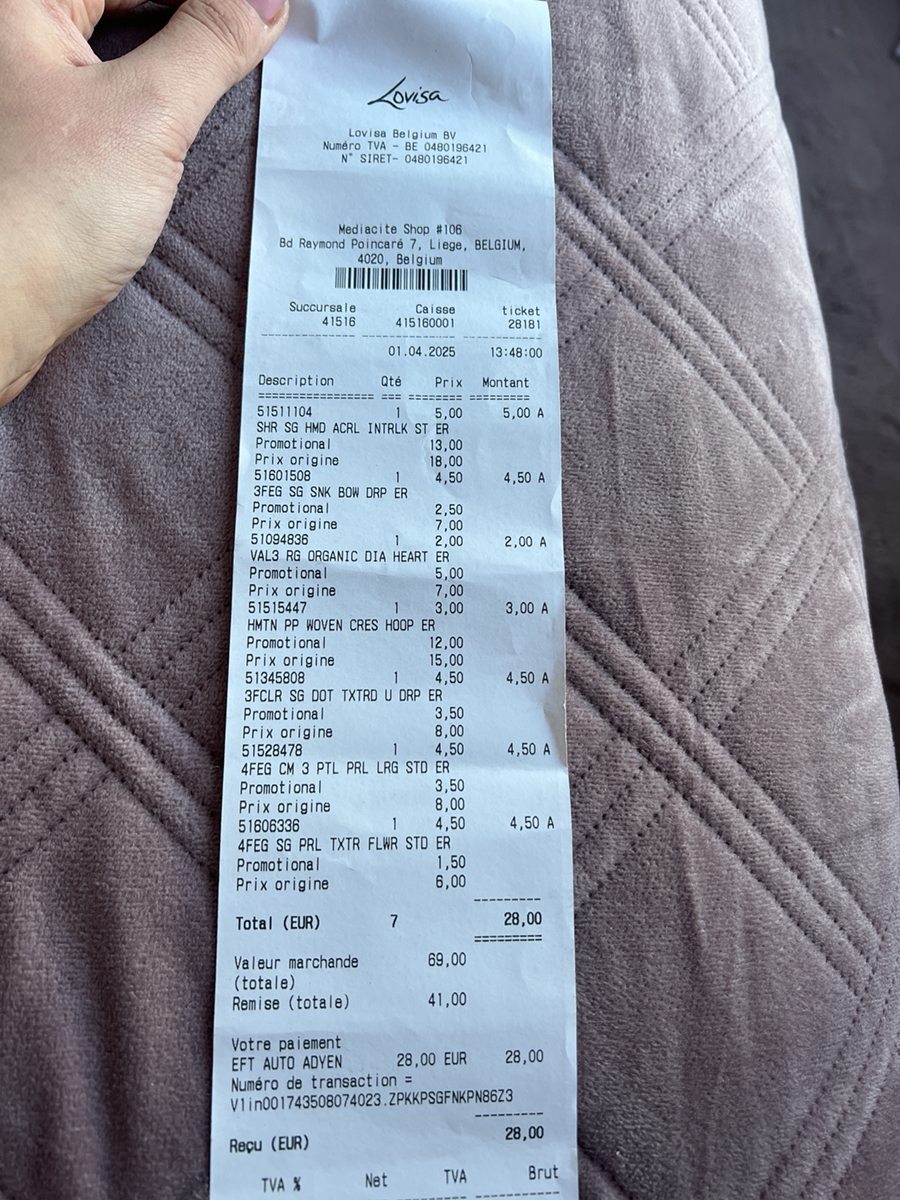 Lovisa
Lovisa Belgium BV
Numéro TVA - BE 0480196421
N° SIRET- 0480196421
Mediacite Shop #106
Bd Raymond Poincaré 7, Liege, BELGIUM,
4020, Belgium
Succursale Caisse ticket
41516 415160001 28181
01.04.2025 13:48:00
Description Qté Prix Montant
51511104 1 5,00 5,00 A
SHR SG HMD ACRL INTRLK ST ER
Promotional 13,00
Prix origine 18,00
51601508 1 4,50 4,50 A
3FEG SG SNK BOW DRP ER
Promotional 2,50
Prix origine 7,00
51094836 1 2,00 2,00 A
VAL3 RG ORGANIC DIA HEART ER
Promotional 5,00
Prix origine 7,00
51515447 1 3,00 3,00 A
HMTN PP WOVEN CRES HOOP ER
Promotional 12,00
Prix origine 15,00
51345808 1 4,50 4,50 A
3FCLR SG DOT TXTRD U DRP ER
Promotional 3,50
Prix origine 8,00
51528478 1 4,50 4,50 A
4FEG CM 3 PTL PRL LRG STD ER
Promotional 3,50
Prix origine 8,00
51606336 1 4,50 4,50 A
4FEG SG PRL TXTR FLWR STD ER
Promotional 1,50
Prix origine 6,00
Total (EUR) 7 28,00
Valeur marchande 69,00
(totale)
Remise (totale) 41,00
Votre paiement
EFT AUTO ADYEN 28,00 EUR 28,00
Numéro de transaction =
V1in001743508074023.ZPKKPSGFNKPN86Z3
Reçu (EUR) 28,00
TVA % Net TVA Brut